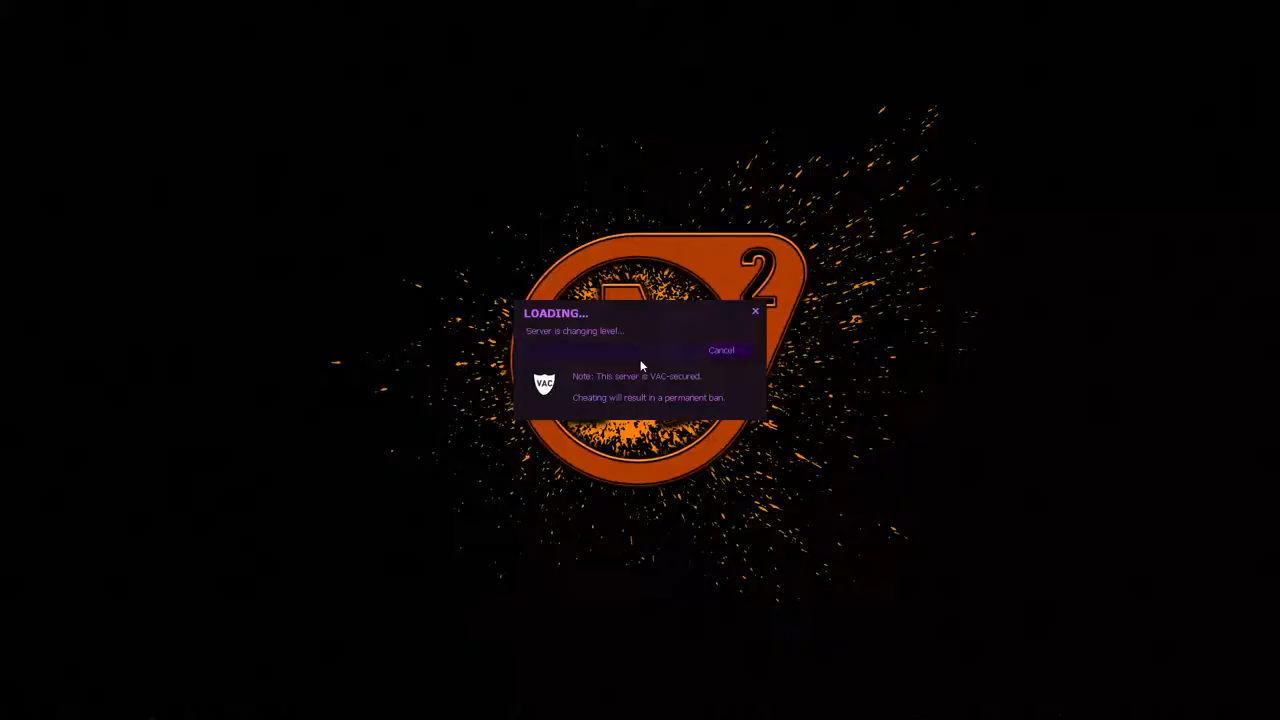 2
LOADING...
Server is changing level...
Cancel
Note: This server is VAC-secured.
VAC
Cheating will result in a permanent ban.